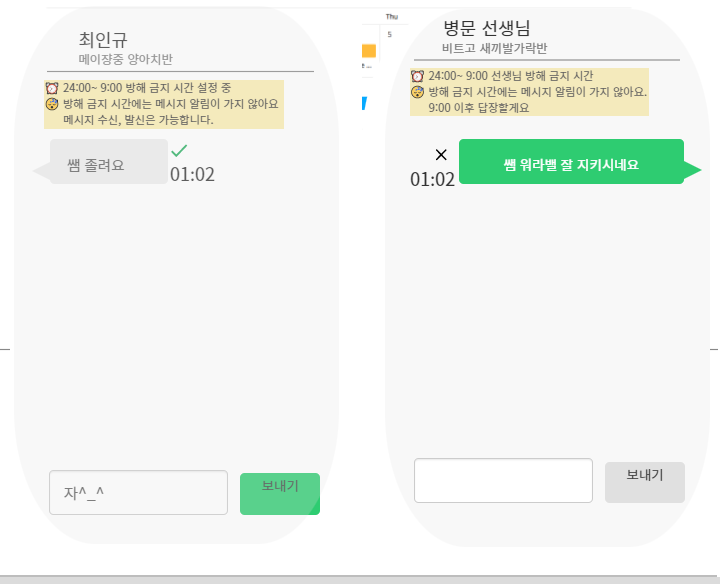 최인규
메이쟝중 양아치반
24:00~ 9:00 방해 금지 시간 설정 중
방해 금지 시간에는 메시지 알림이 가지 않아요
메시지 수신, 발신은 가능합니다.
쌤 졸려요
01:02
자^_^
보내기
Thu
5
병문 선생님
비트고 새끼발가락반
24:00~ 9:00 선생님 방해 금지 시간
방해 금지 시간에는 메시지 알림이 가지 않아요.
9:00 이후 답장할게요
01:02
쌤 워라밸 잘 지키시네요
보내기